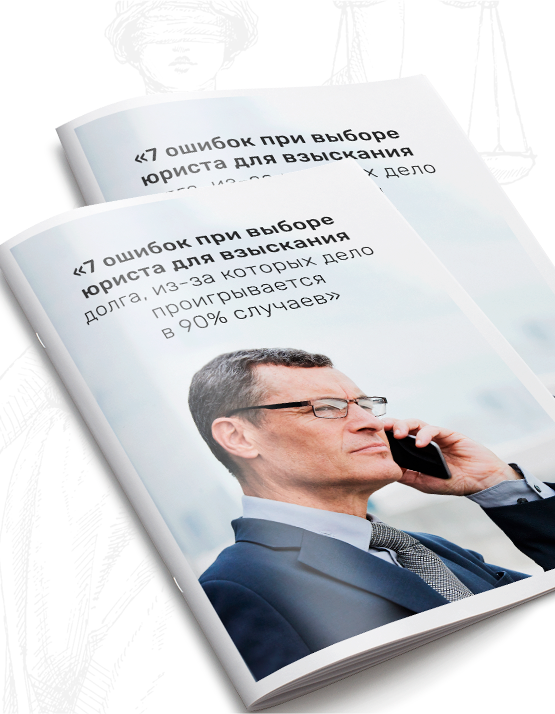 «7 ошибок при выборе
юриста для взыскания
дело
«7 ошибок при выборе
юриста для взыскания
долга, из-за которых дело
проигрывается
в 90% случаев»